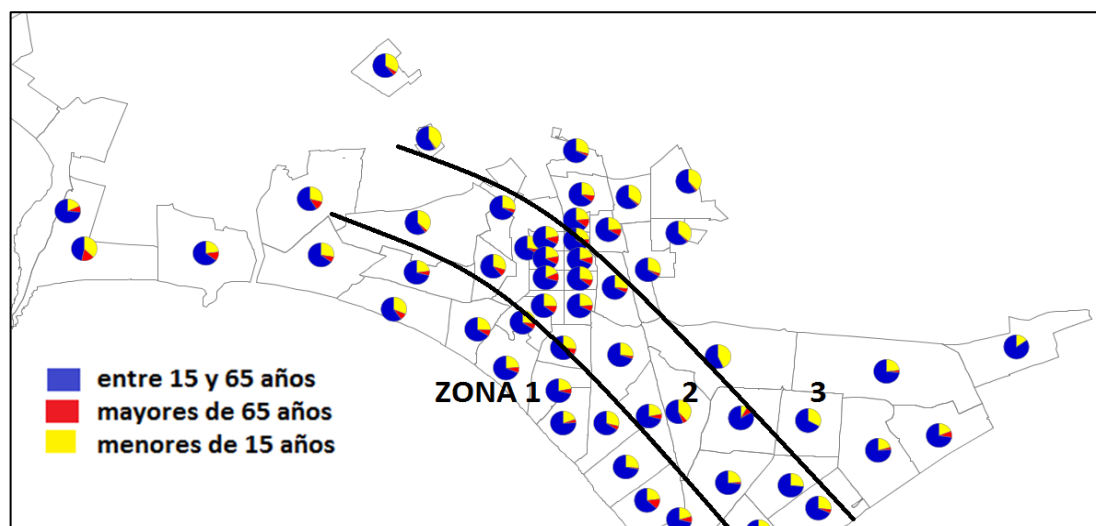 ZONA 1
2
3
entre 15 y 65 años
mayores de 65 años
menores de 15 años